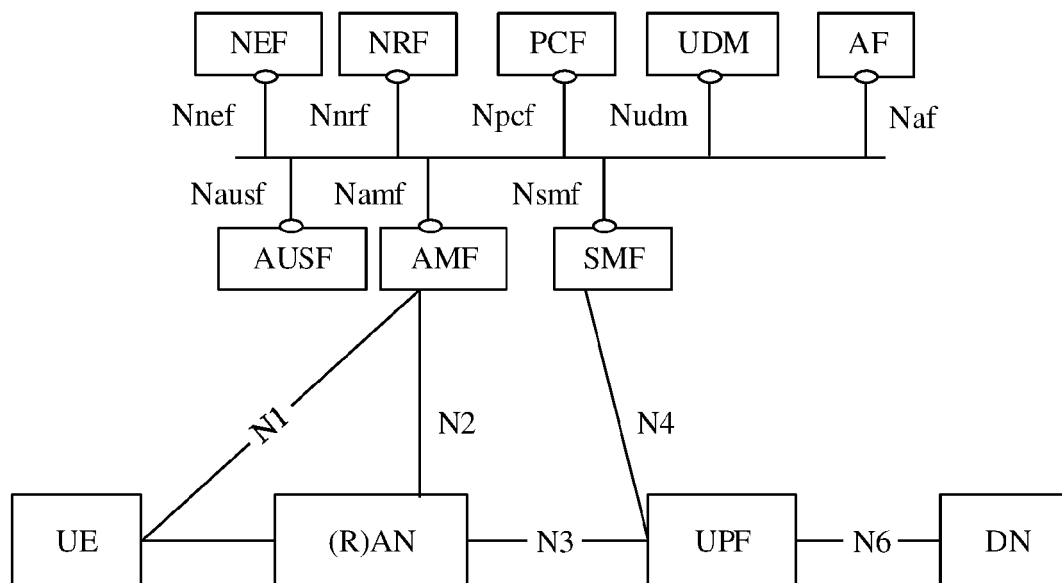 NEF NRF PCF UDM AF
Nnef Nnrf Npcf Nudm Naf
Nausf Namf Nsmf
AUSF AMF SMF
N1 N2 N4
UE (R)AN N3 UPF N6 DN